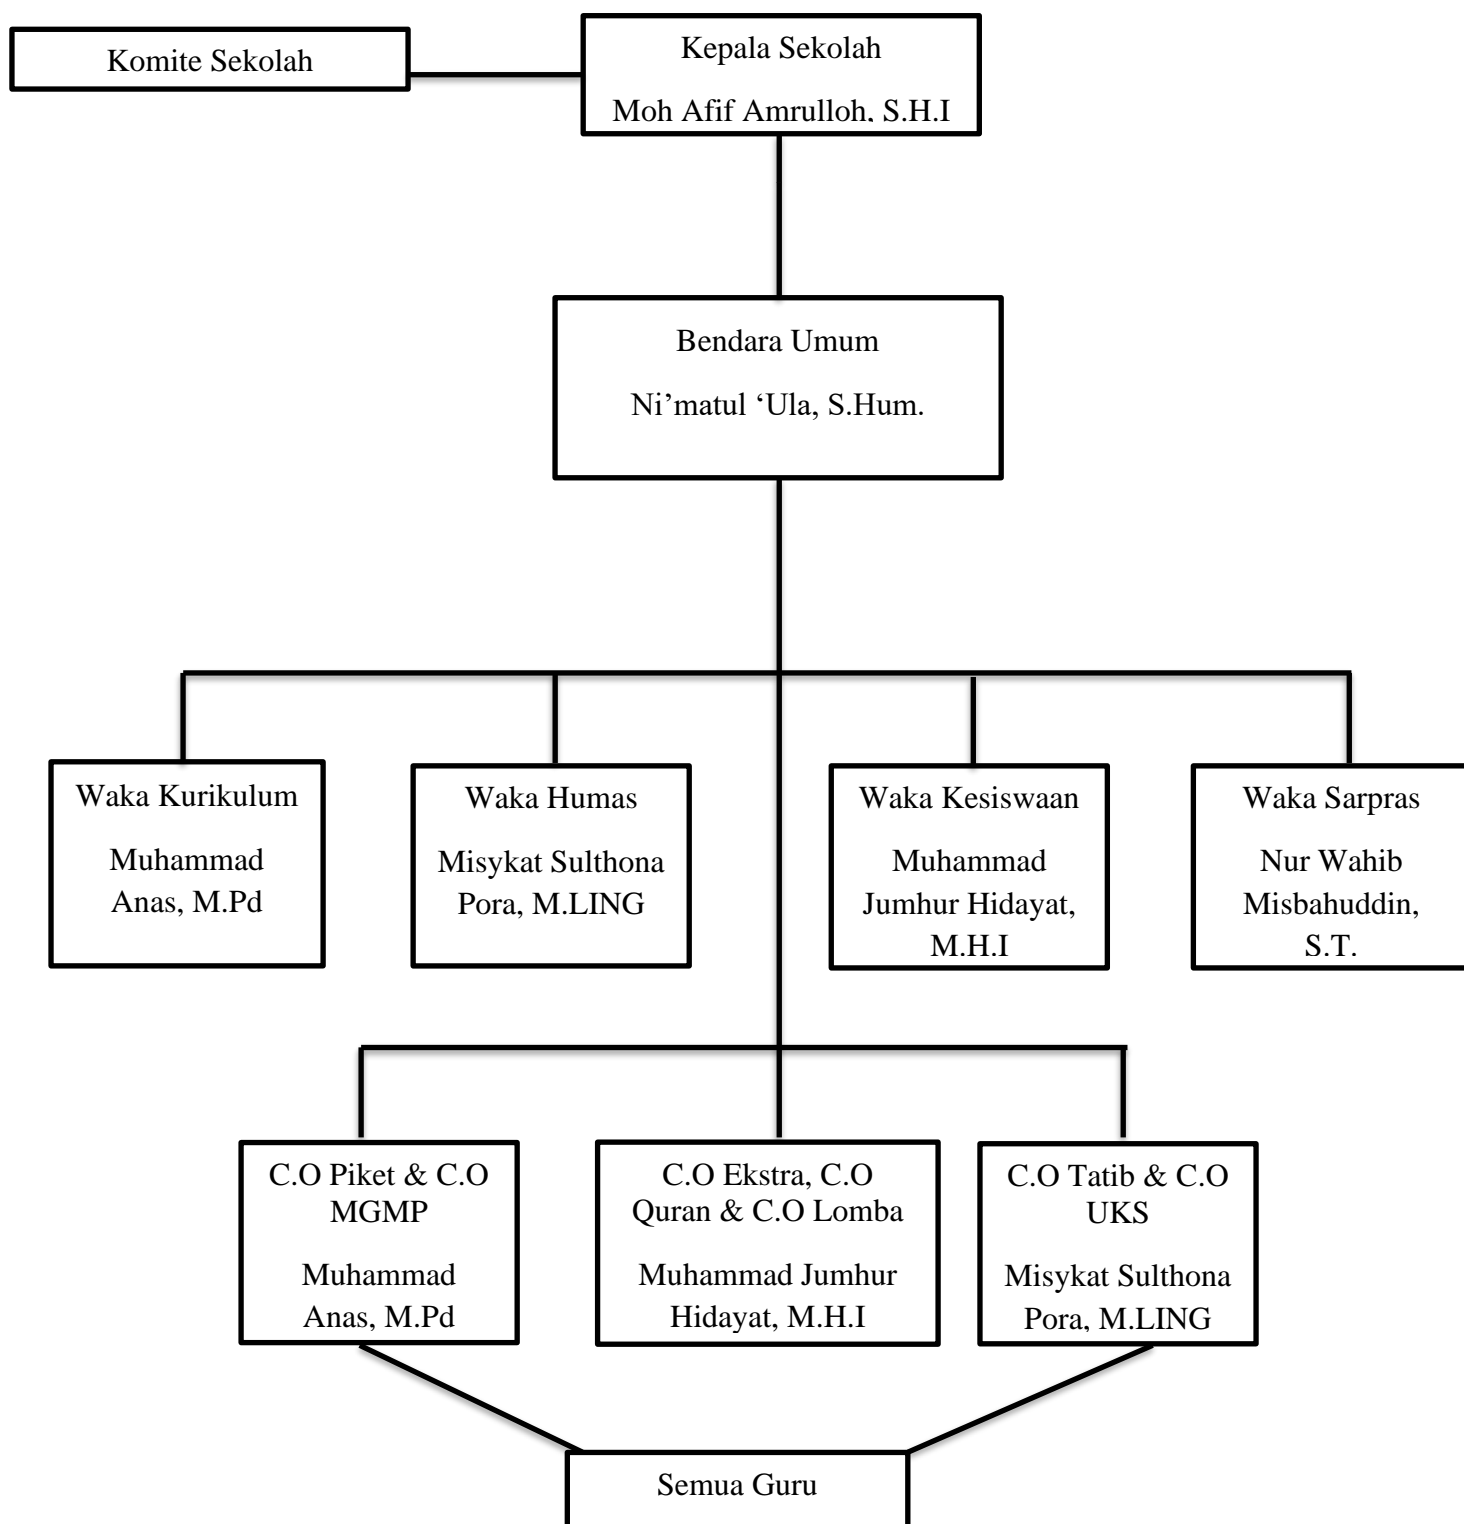 Komite Sekolah
Kepala Sekolah
Moh Afif Amrulloh, S.H.I
Bendara Umum
Ni’matul ‘Ula, S.Hum.
Waka Kurikulum
Muhammad
Anas, M.Pd
Waka Humas
Misykat Sulthona
Pora, M.LING
Waka Kesiswaan
Muhammad
Jumhur Hidayat,
M.H.I
Waka Sarpras
Nur Wahib
Misbahuddin,
S.T.
C.O Piket & C.O
MGMP
Muhammad
Anas, M.Pd
C.O Ekstra, C.O
Quran & C.O Lomba
Muhammad Jumhur
Hidayat, M.H.I
C.O Tatib & C.O
UKS
Misykat Sulthona
Pora, M.LING
Semua Guru